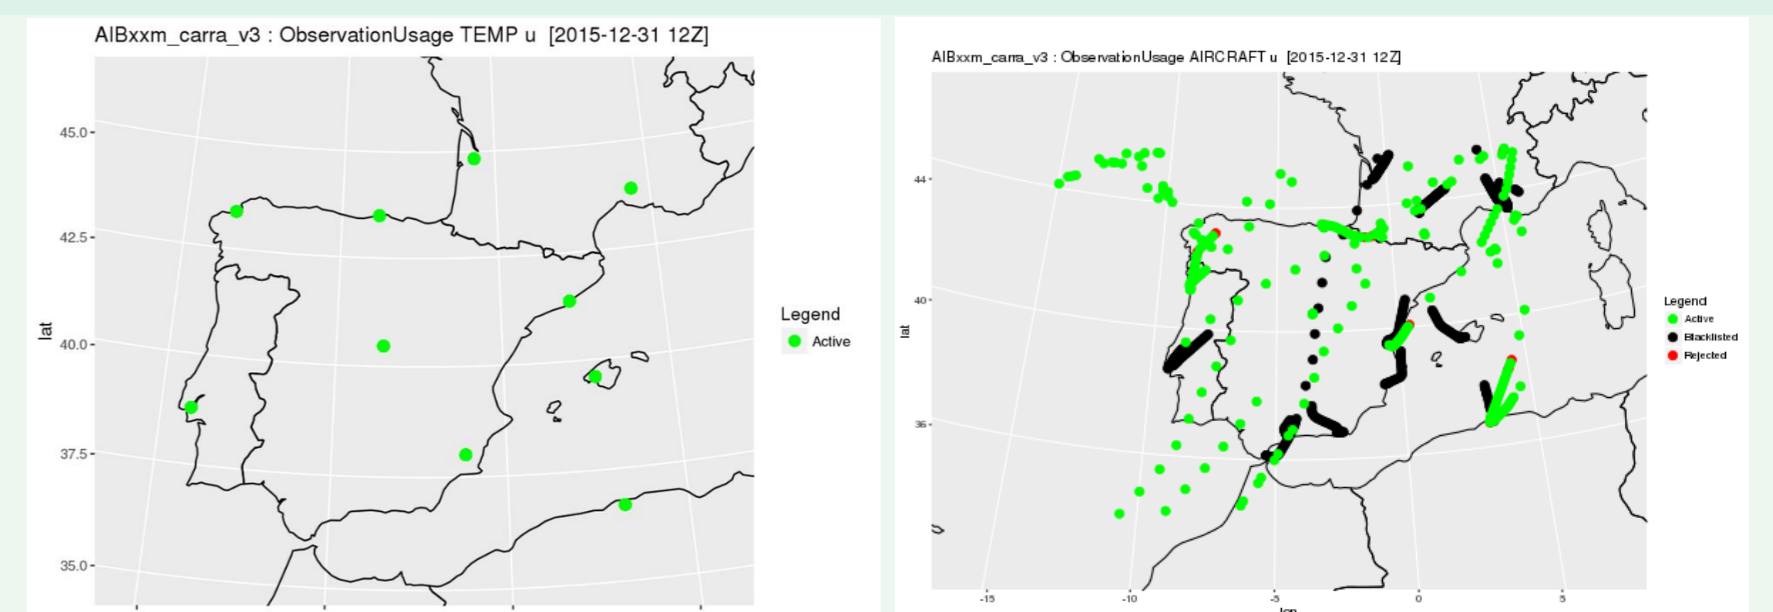 AIBxxm_carra_v3 : ObservationUsage TEMP u [2015-12-31 12Z]
45.0
42.5
40.0
37.5
35.0
lat
Legend
Active
AIBxxm_carra_v3 : ObservationUsage AIRCRAFT u [2015-12-31 12Z]
44
40
36
lat
-15
-10
-5
0
5
lon
Legend
Active
Blacklisted
Rejected